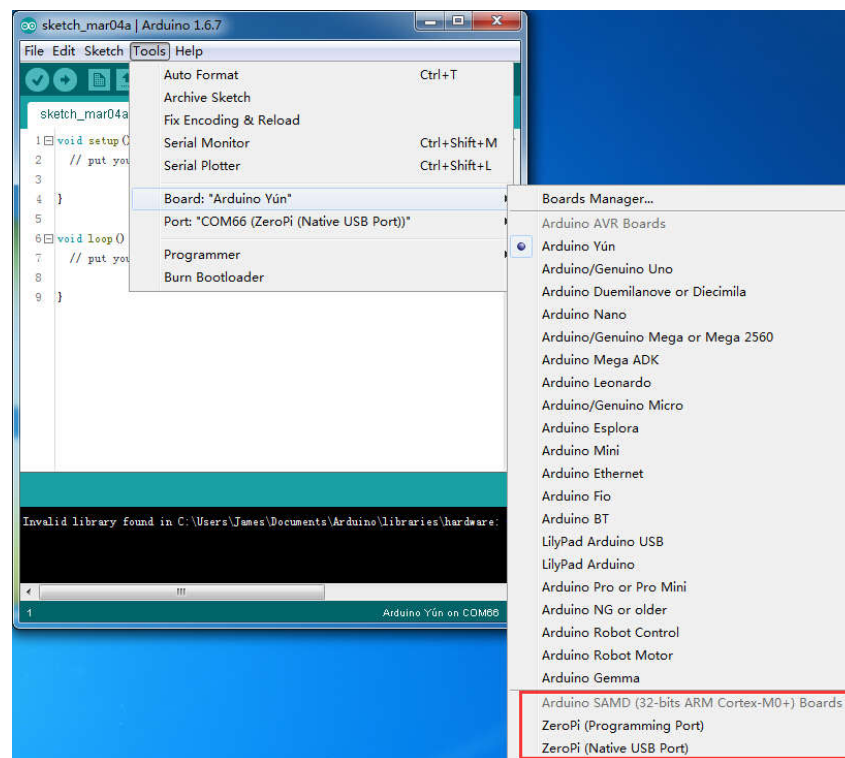 sketch_mar04a | Arduino 1.6.7
File Edit Sketch Tools Help
sketch_mar04a
1 void setup()
2 // put you
3
4 }
5
6 void loop()
7 // put you
8
9 }
Auto Format Ctrl+T
Archive Sketch
Fix Encoding & Reload
Serial Monitor Ctrl+Shift+M
Serial Plotter Ctrl+Shift+L
Board: "Arduino Yún"
Port: "COM66 (ZeroPi (Native USB Port))"
Programmer
Burn Bootloader
Boards Manager...
Arduino AVR Boards
Arduino Yún
Arduino/Genuino Uno
Arduino Duemilanove or Diecimila
Arduino Nano
Arduino/Genuino Mega or Mega 2560
Arduino Mega ADK
Arduino Leonardo
Arduino/Genuino Micro
Arduino Esplora
Arduino Mini
Arduino Ethernet
Arduino Fio
Arduino BT
LilyPad Arduino USB
LilyPad Arduino
Arduino Pro or Pro Mini
Arduino NG or older
Arduino Robot Control
Arduino Robot Motor
Arduino Gemma
Arduino SAMD (32-bits ARM Cortex-M0+) Boards
ZeroPi (Programming Port)
ZeroPi (Native USB Port)
Invalid library found in C:\Users\James\Documents\Arduino\libraries\hardware:
1 Arduino Yún on COM66